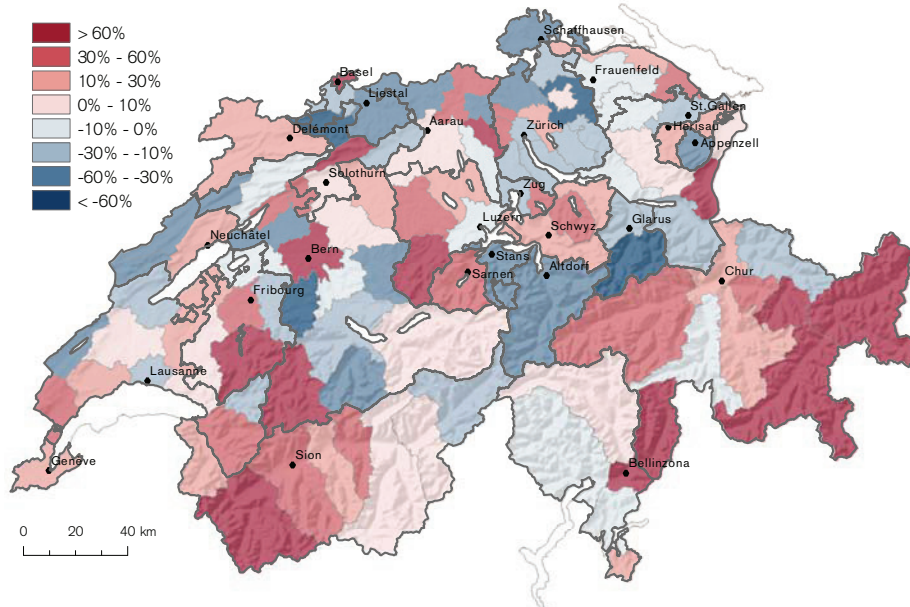 > 60%
30% - 60%
10% - 30%
0% - 10%
-10% - 0%
-30% - -10%
-60% - -30%
< -60%
Schaffhausen
Basel
Frauenfeld
Liestal
St.Gallen
Aarau
Zürich
Herisau
Delémont
Appenzell
Solothurn
Zug
Luzern
Glarus
Neuchâtel
Schwyz
Bern
Stans
Altdorf
Sarnen
Chur
Fribourg
Lausanne
Sion
Genève
Bellinzona
0 20 40 km